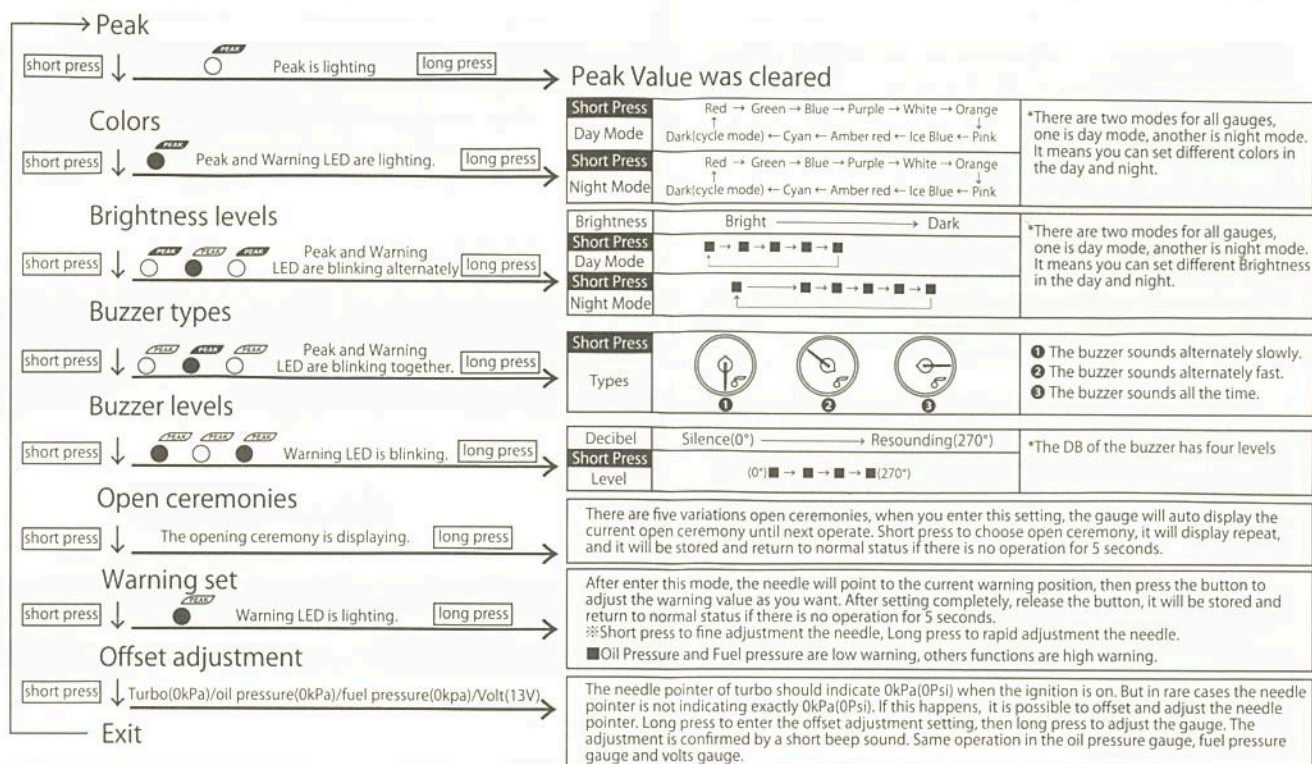 Peak
PEAK
short press
Peak is lighting
long press
Peak Value was cleared
Colors
PEAK
short press
Peak and Warning LED are lighting.
long press
Short Press
Day Mode
Red → Green → Blue → Purple → White → Orange
Dark(cycle mode) ← Cyan ← Amber red ← Ice Blue ← Pink
Short Press
Night Mode
Red → Green → Blue → Purple → White → Orange
Dark(cycle mode) ← Cyan ← Amber red ← Ice Blue ← Pink
*There are two modes for all gauges,
one is day mode, another is night mode.
It means you can set different colors in
the day and night.
Brightness levels
PEAK PEAK PEAK
short press
Peak and Warning
LED are blinking alternately
long press
Brightness
Bright → Dark
Short Press
Day Mode
Short Press
Night Mode
*There are two modes for all gauges,
one is day mode, another is night mode.
It means you can set different Brightness
in the day and night.
Buzzer types
PEAK PEAK PEAK
short press
Peak and Warning
LED are blinking together.
long press
Short Press
Types
❶ ❷ ❸
❶ The buzzer sounds alternately slowly.
❷ The buzzer sounds alternately fast.
❸ The buzzer sounds all the time.
Buzzer levels
PEAK PEAK PEAK
short press
Warning LED is blinking.
long press
Decibel
Silence(0°) → Resounding(270°)
Short Press
Level
(0°)■ → ■ → ■ → ■(270°)
*The DB of the buzzer has four levels
Open ceremonies
short press
The opening ceremony is displaying.
long press
There are five variations open ceremonies, when you enter this setting, the gauge will auto display the
current open ceremony until next operate. Short press to choose open ceremony, it will display repeat,
and it will be stored and return to normal status if there is no operation for 5 seconds.
Warning set
PEAK
short press
Warning LED is lighting.
long press
After enter this mode, the needle will point to the current warning position, then press the button to
adjust the warning value as you want. After setting completely, release the button, it will be stored and
return to normal status if there is no operation for 5 seconds.
※Short press to fine adjustment the needle, Long press to rapid adjustment the needle.
■Oil Pressure and Fuel pressure are low warning, others functions are high warning.
Offset adjustment
short press
Turbo(0kPa)/oil pressure(0kPa)/fuel pressure(0kpa)/Volt(13V)
The needle pointer of turbo should indicate 0kPa(0Psi) when the ignition is on. But in rare cases the needle
pointer is not indicating exactly 0kPa(0Psi). If this happens, it is possible to offset and adjust the needle
pointer. Long press to enter the offset adjustment setting, then long press to adjust the gauge. The
adjustment is confirmed by a short beep sound. Same operation in the oil pressure gauge, fuel pressure
gauge and volts gauge.
Exit